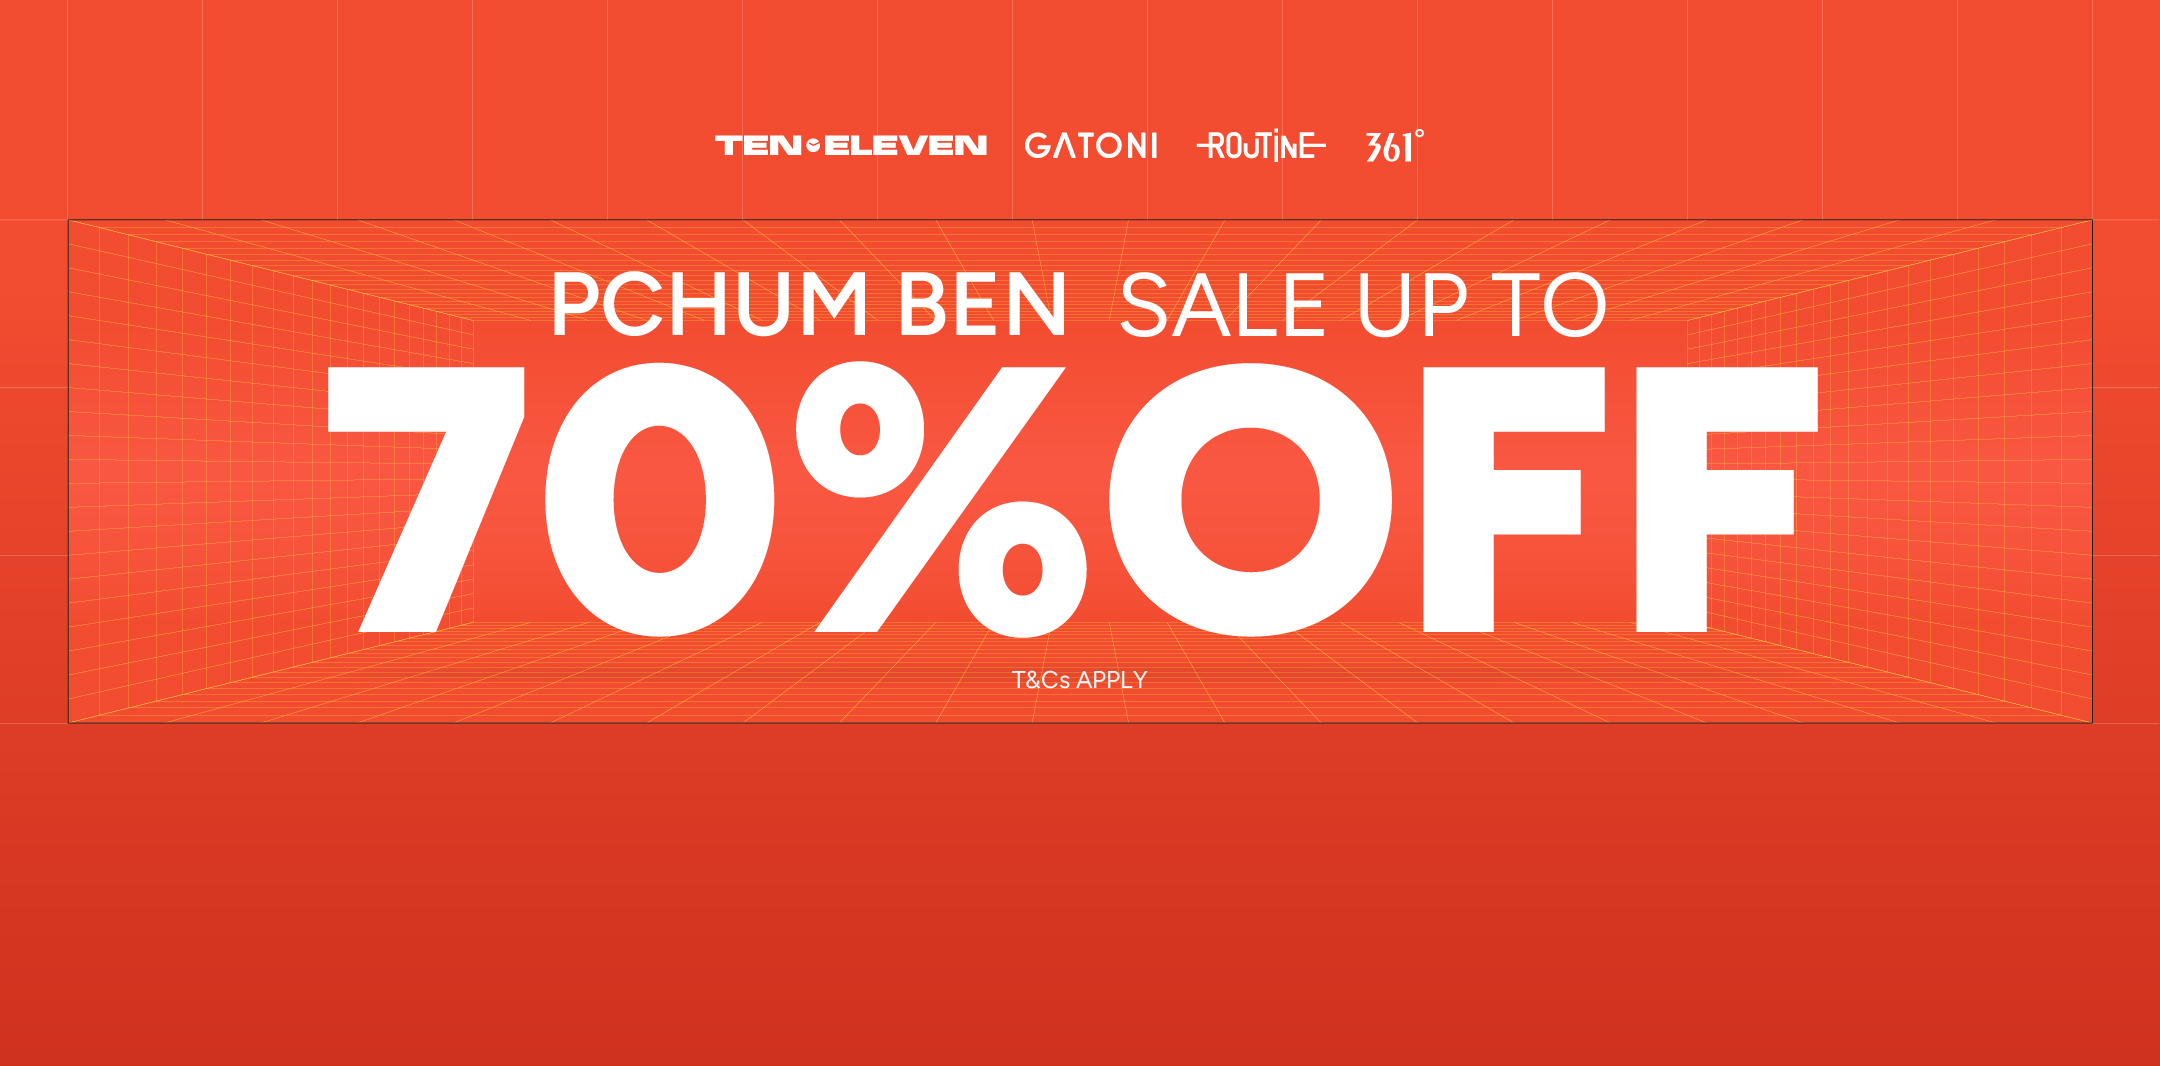 TEN ELEVEN GATONI ROUTINE 361°
PCHUM BEN SALE UP TO
70%OFF
T&Cs APPLY